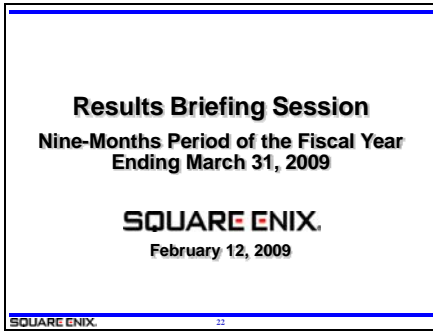 Results Briefing Session
Nine-Months Period of the Fiscal Year
Ending March 31, 2009
SQUARE ENIX.
February 12, 2009
SQUARE ENIX.
22